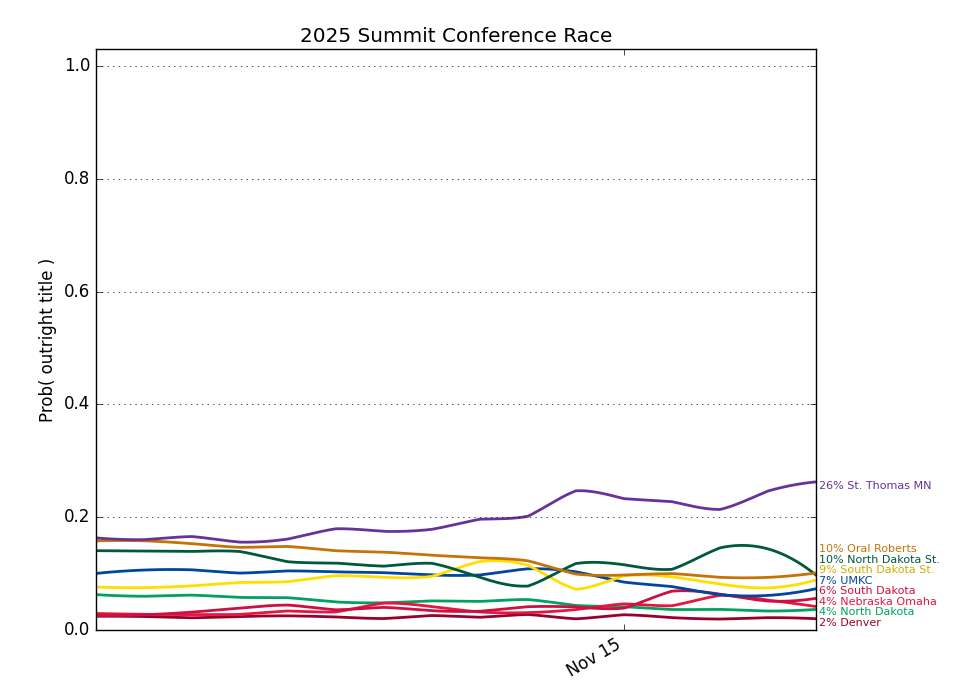 2025 Summit Conference Race
1.0
0.8
0.6
0.4
0.2
0.0
Prob( outright title )
Nov 15
26% St. Thomas MN
10% Oral Roberts
10% North Dakota St.
9% South Dakota St.
7% UMKC
6% South Dakota
4% Nebraska Omaha
4% North Dakota
2% Denver